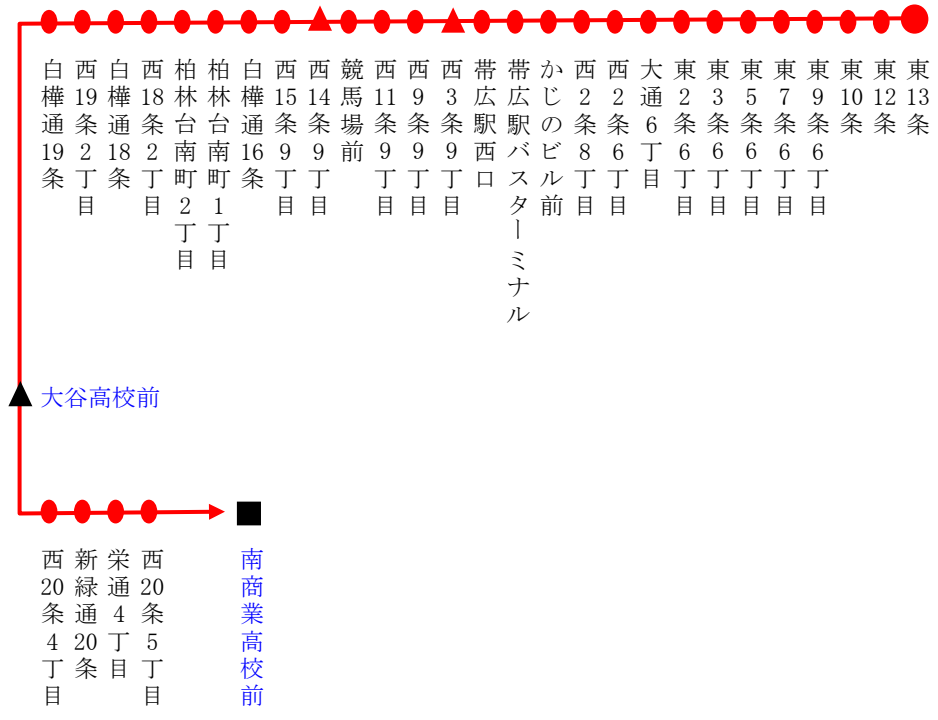 東13条
東12条
東10条
東9条6丁目
東7条6丁目
東5条6丁目
東3条6丁目
東2条6丁目
大通6丁目
西2条6丁目
西2条8丁目
かじのビル前
帯広駅バスターミナル
帯広駅西口
西3条9丁目
西9条9丁目
西11条9丁目
競馬場前
西14条9丁目
西15条9丁目
白樺通16条
柏林台南町1丁目
柏林台南町2丁目
西18条2丁目
白樺通18条
西19条2丁目
白樺通19条
大谷高校前
西20条4丁目
新緑通20条
栄通4丁目
西20条5丁目
南商業高校前